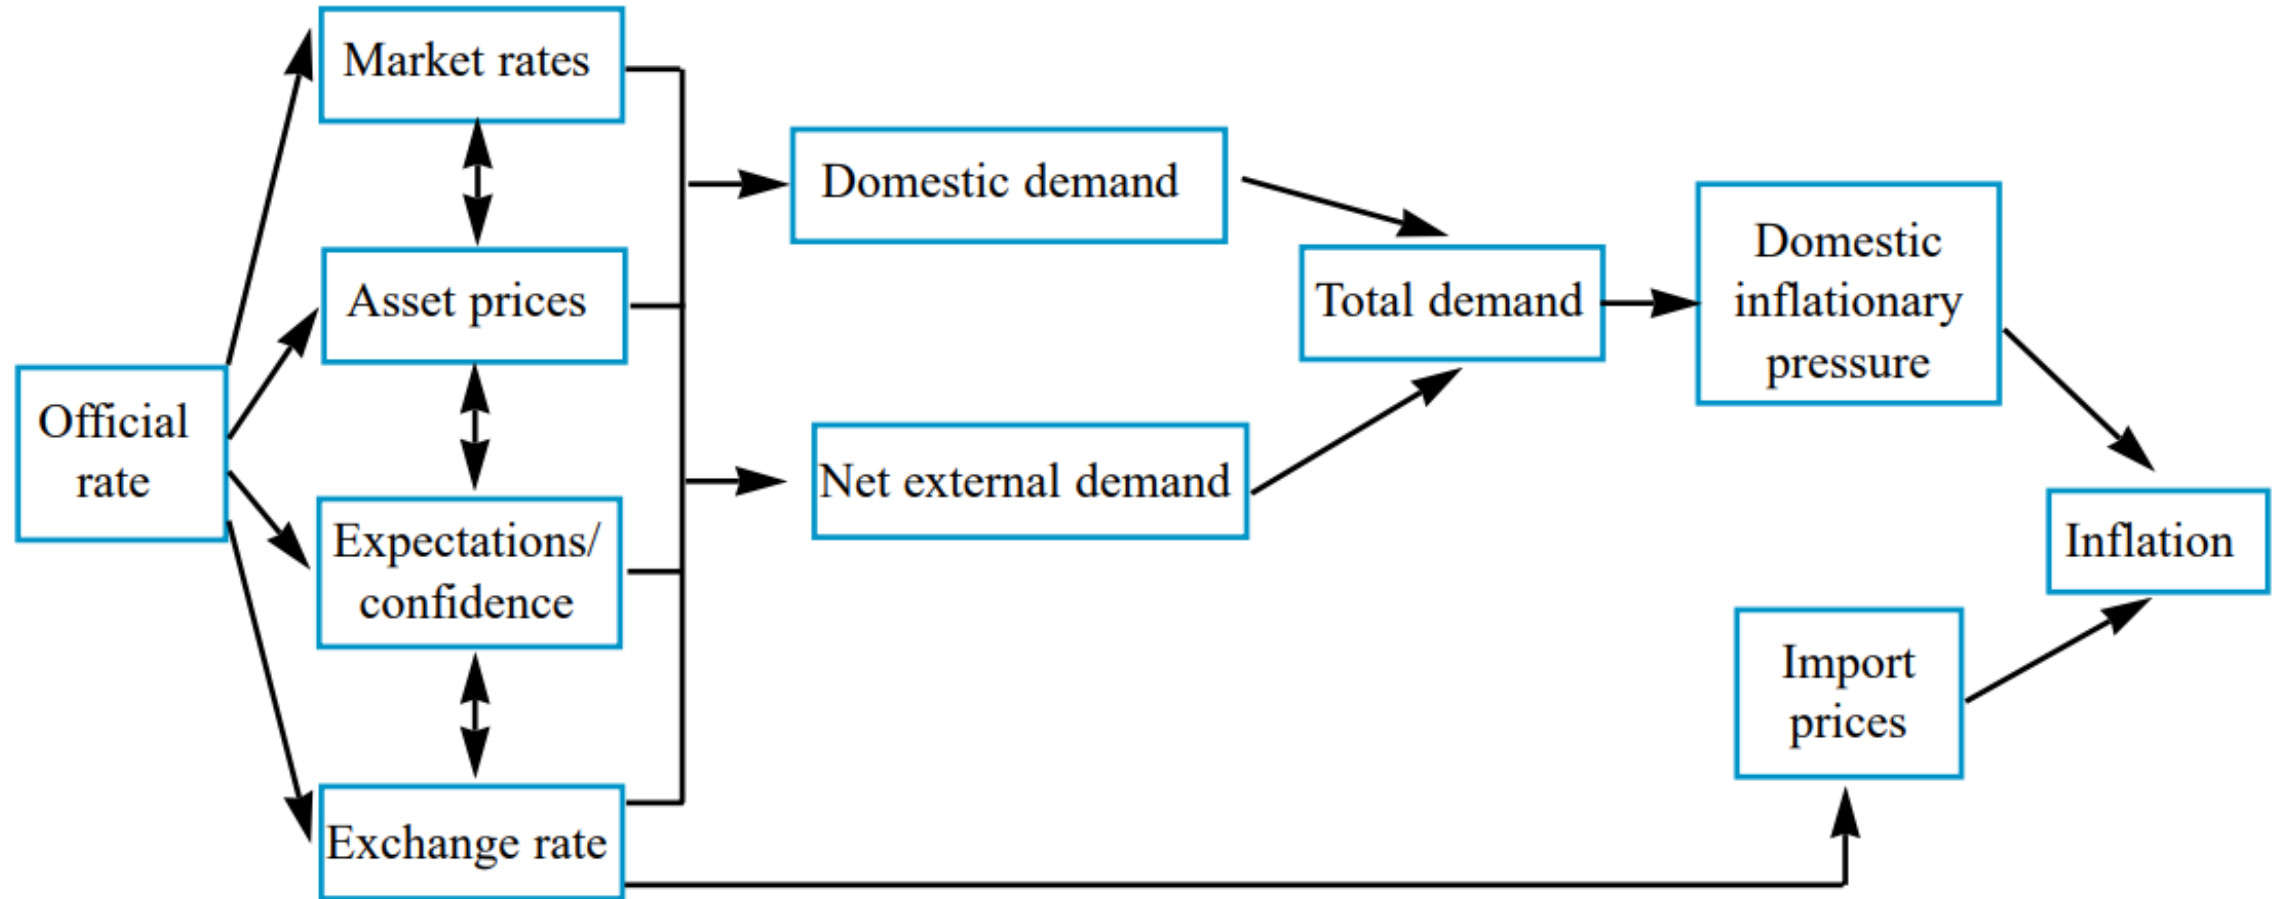 Market rates
Asset prices
Official
rate
Expectations/
confidence
Exchange rate
Domestic demand
Net external demand
Total demand
Domestic
inflationary
pressure
Import
prices
Inflation